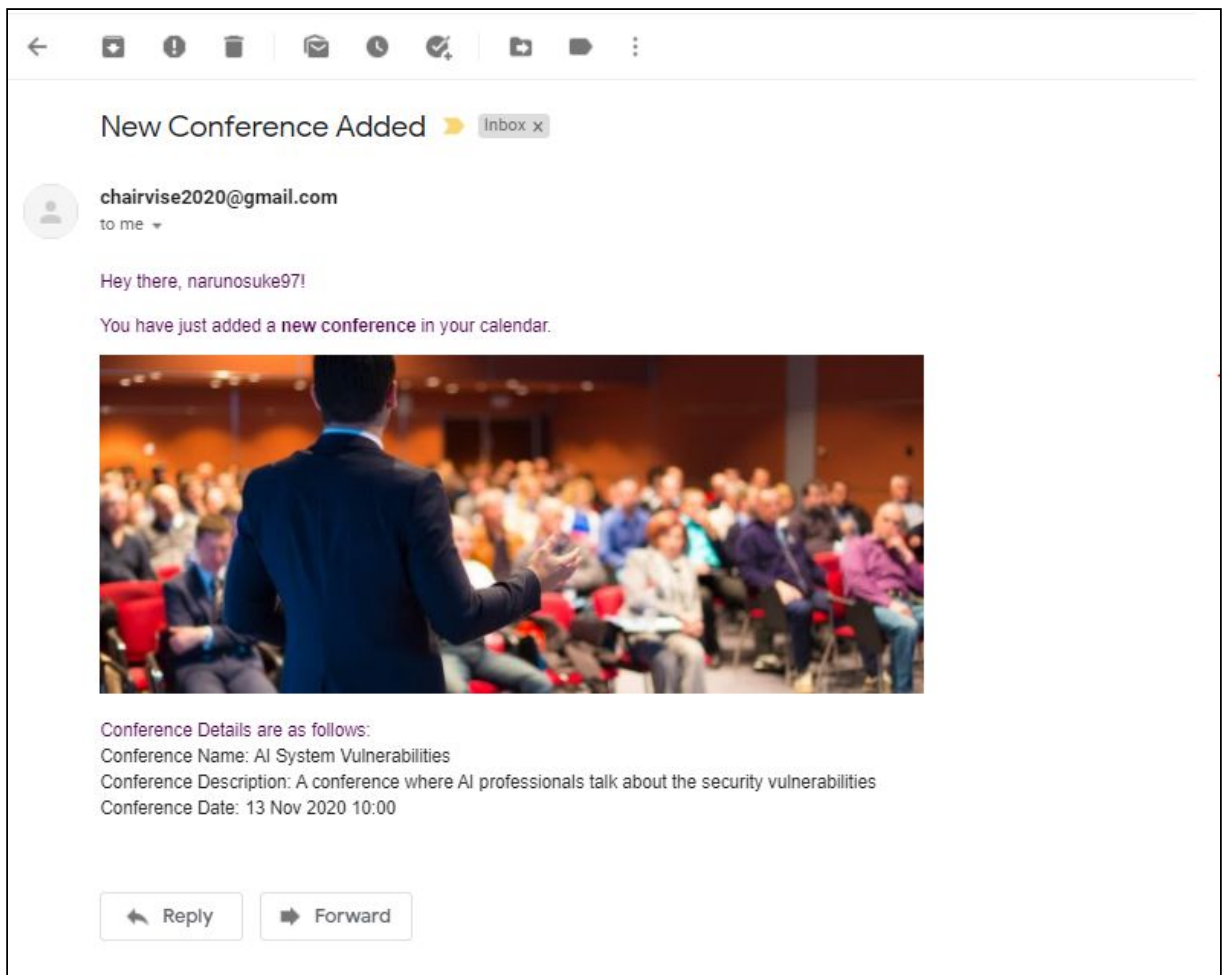 New Conference Added Inbox x
chairvise2020@gmail.com
to me
Hey there, narunosuke97!
You have just added a new conference in your calendar.
Conference Details are as follows:
Conference Name: AI System Vulnerabilities
Conference Description: A conference where AI professionals talk about the security vulnerabilities
Conference Date: 13 Nov 2020 10:00
Reply Forward